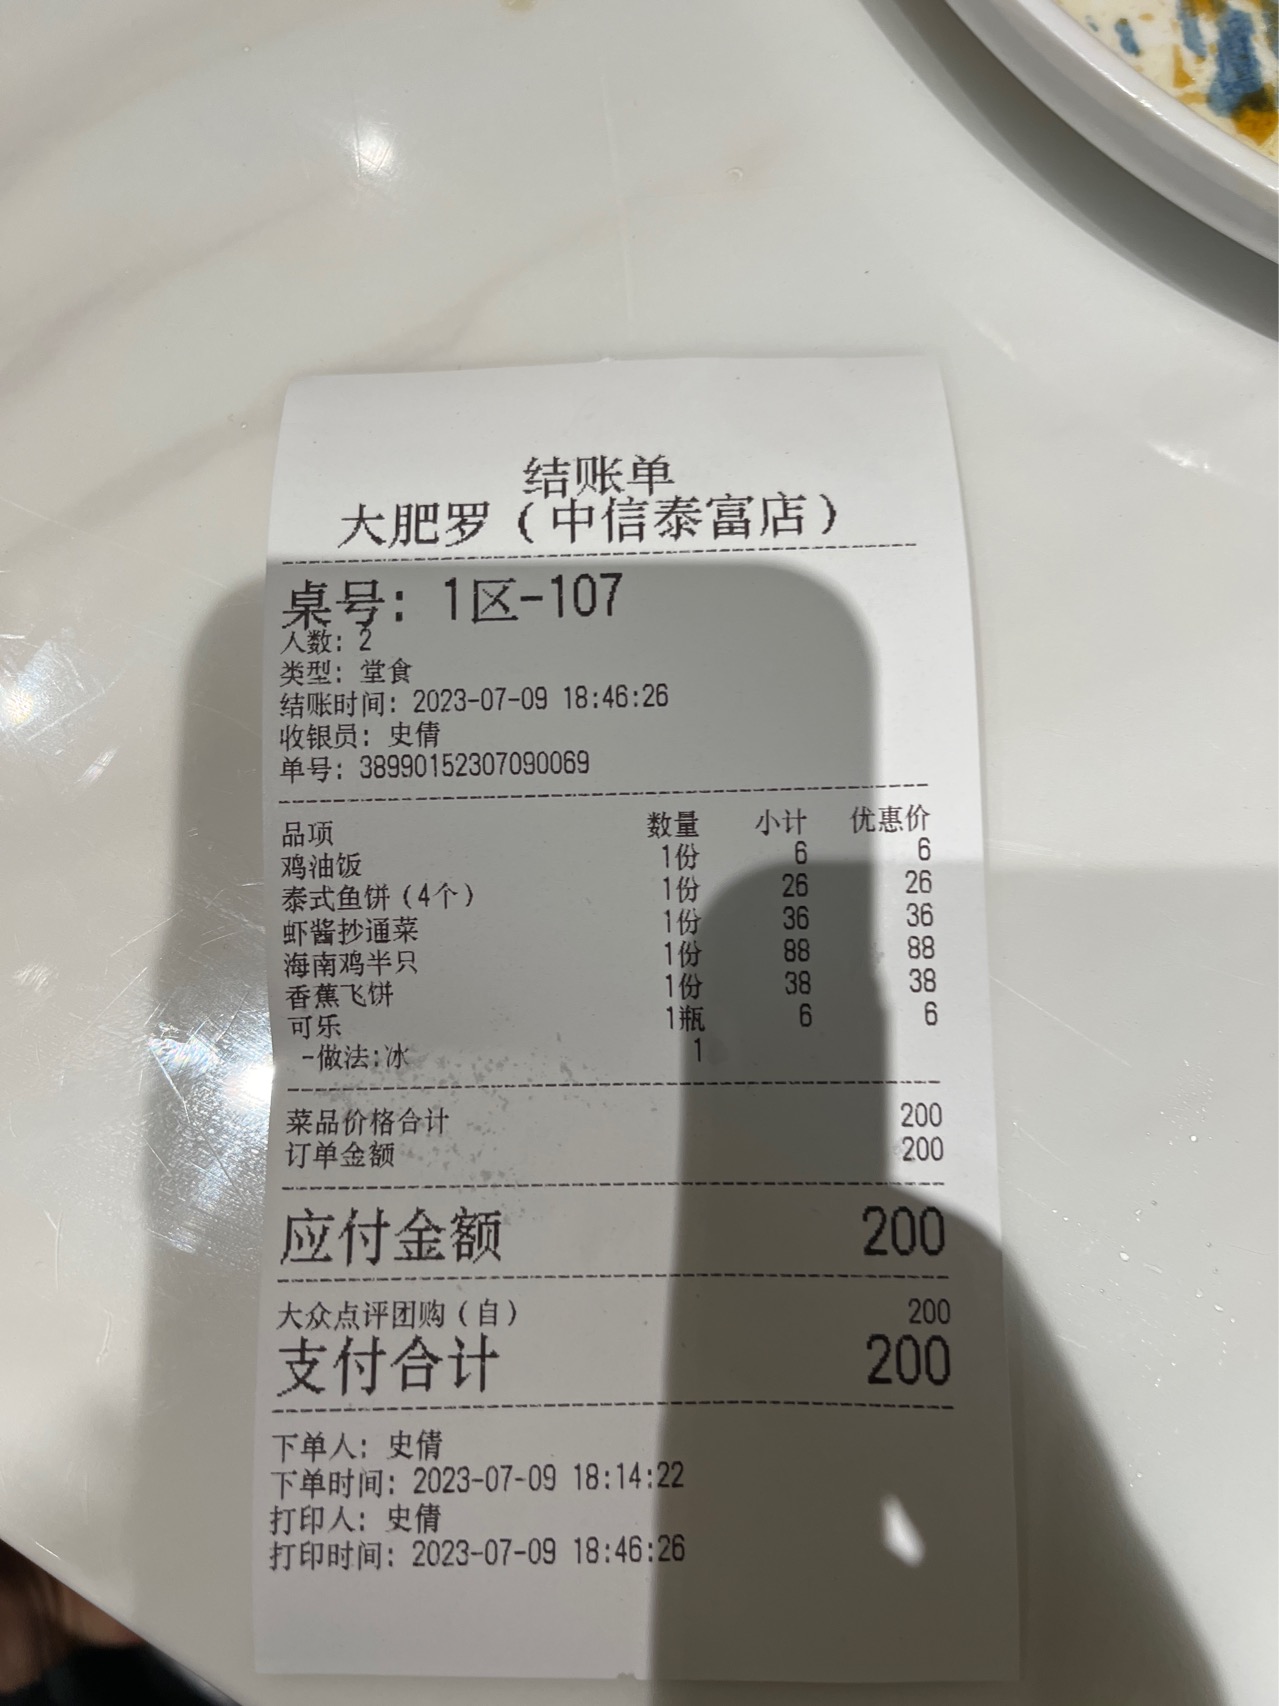 结账单
大肥罗（中信泰富店）
桌号: 1区-107
人数: 2
类型: 堂食
结账时间: 2023-07-09 18:46:26
收银员: 史倩
单号: 38990152307090069
品项 数量 小计 优惠价
鸡油饭 1份 6 6
泰式鱼饼（4个） 1份 26 26
虾酱抄通菜 1份 36 36
海南鸡半只 1份 88 88
香蕉飞饼 1份 38 38
可乐 1瓶 6 6
-做法:冰 1
菜品价格合计 200
订单金额 200
应付金额 200
大众点评团购（自） 200
支付合计 200
下单人: 史倩
下单时间: 2023-07-09 18:14:22
打印人: 史倩
打印时间: 2023-07-09 18:46:26